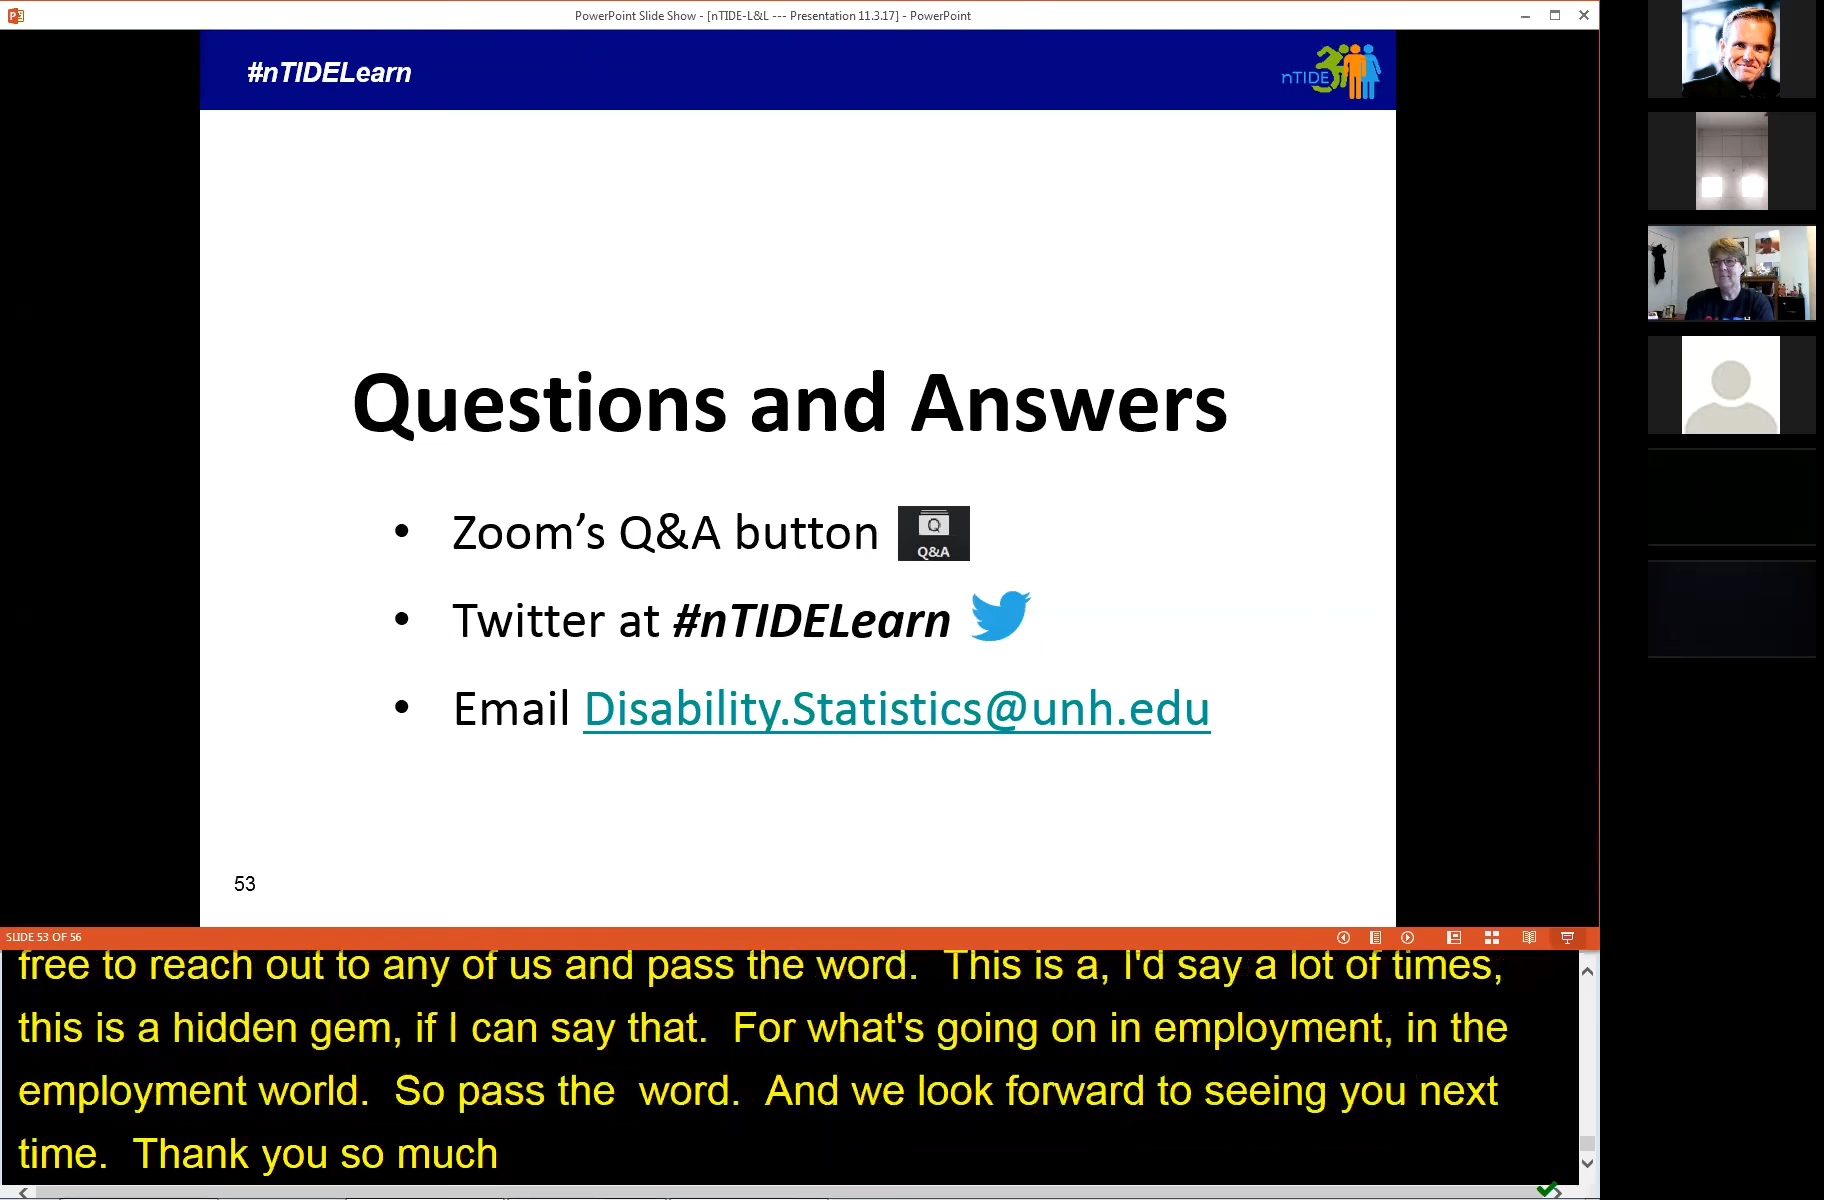 PowerPoint Slide Show - [nTIDE-L&L --- Presentation 11.3.17] - PowerPoint
#nTIDELearn
nTIDE
Questions and Answers
• Zoom's Q&A button
Q
Q&A
• Twitter at #nTIDELearn
• Email Disability.Statistics@unh.edu
53
SLIDE 53 OF 56
free to reach out to any of us and pass the word.  This is a, I'd say a lot of times,
this is a hidden gem, if I can say that.  For what's going on in employment, in the
employment world.  So pass the  word.  And we look forward to seeing you next
time.  Thank you so much